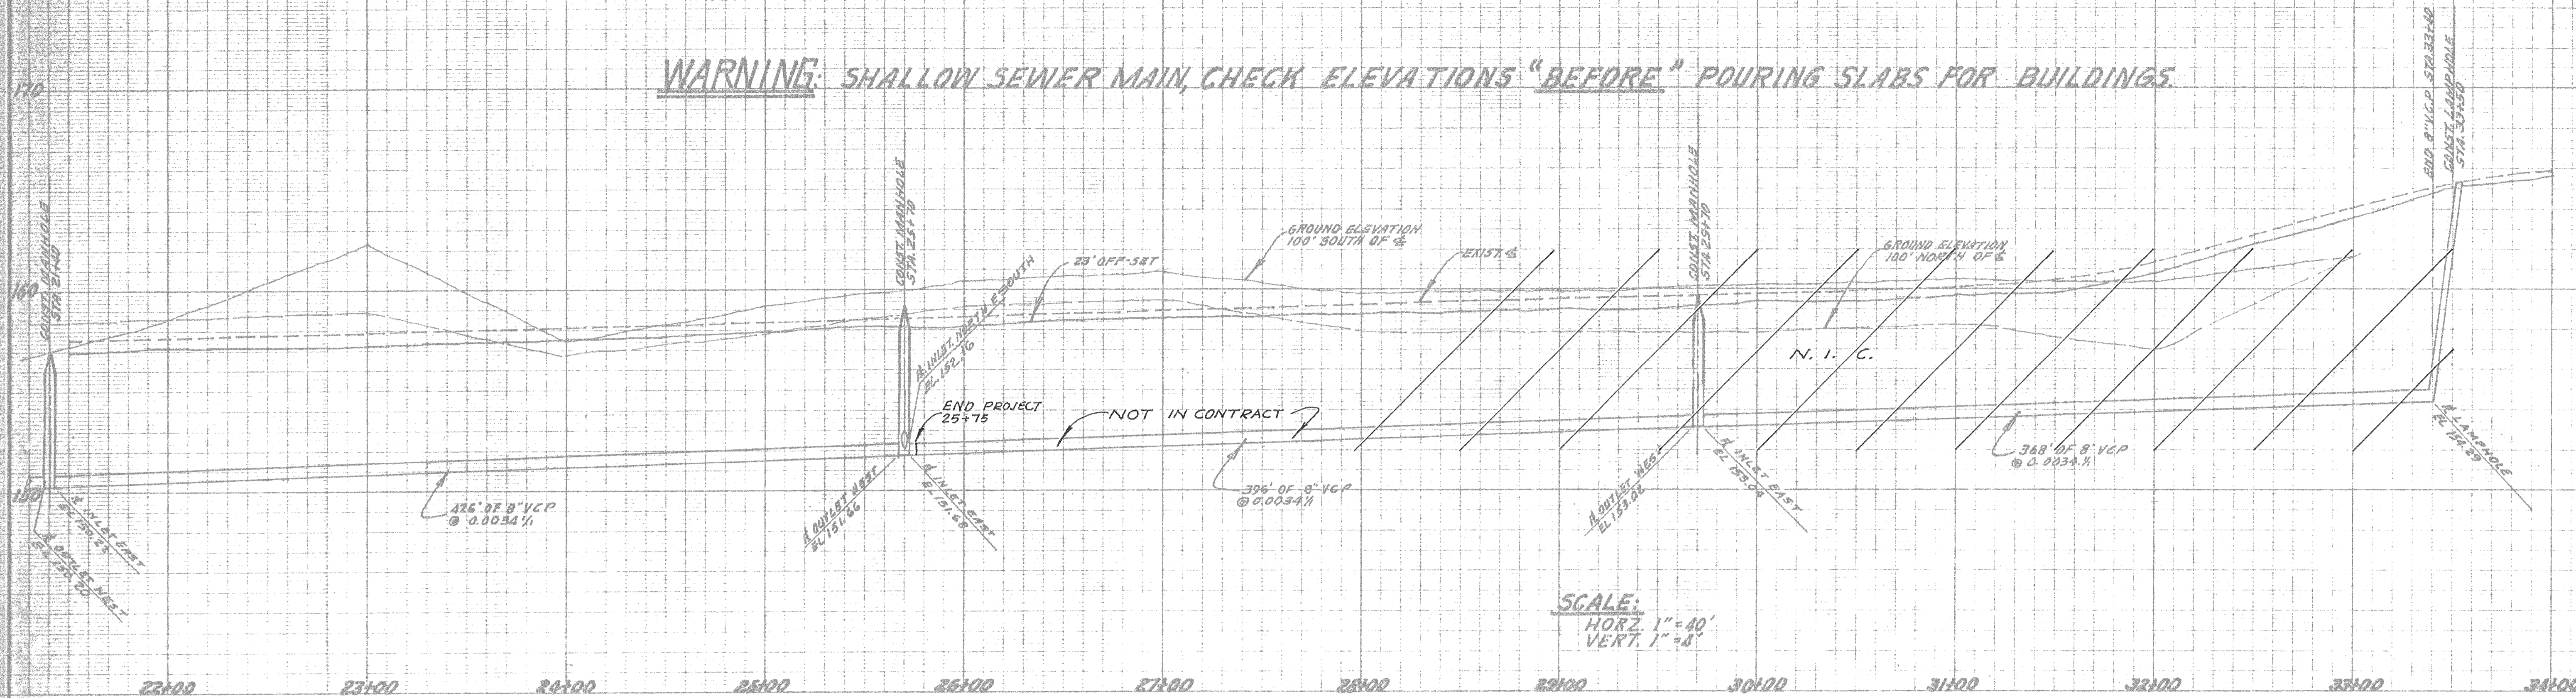 WARNING: SHALLOW SEWER MAIN, CHECK ELEVATIONS "BEFORE" POURING SLABS FOR BUILDINGS.
170
160
150
CONST. MANHOLE
STA. 21+40
℄ INLET EAST
EL 150.22
℄ OUTLET WEST
EL 150.20
426' OF 8" VCP
@ 0.0034 1/1
CONST. MANHOLE
STA. 25+70
℄ INLET NORTH & SOUTH
EL. 152.16
END PROJECT
25+75
℄ OUTLET WEST
EL 151.66
℄ INLET EAST
EL 151.68
23' OFF-SET
NOT IN CONTRACT
GROUND ELEVATION
100' SOUTH OF ℄
EXIST. ℄
396' OF 8" VCP
@ 0.0034 1/1
CONST. MANHOLE
STA. 29+70
℄ OUTLET WEST
EL 153.02
℄ INLET EAST
EL 153.04
GROUND ELEVATION
100' NORTH OF ℄
N. I. C.
368' OF 8" VCP
@ 0.0034 1/1
END 8" V.C.P STA. 33+40
CONST. LAMPHOLE
STA. 33+50
℄ LAMPHOLE
EL 154.29
SCALE:
HORZ. 1"=40'
VERT. 1"=4'
22+00 23+00 24+00 25+00 26+00 27+00 28+00 29+00 30+00 31+00 32+00 33+00 34+00